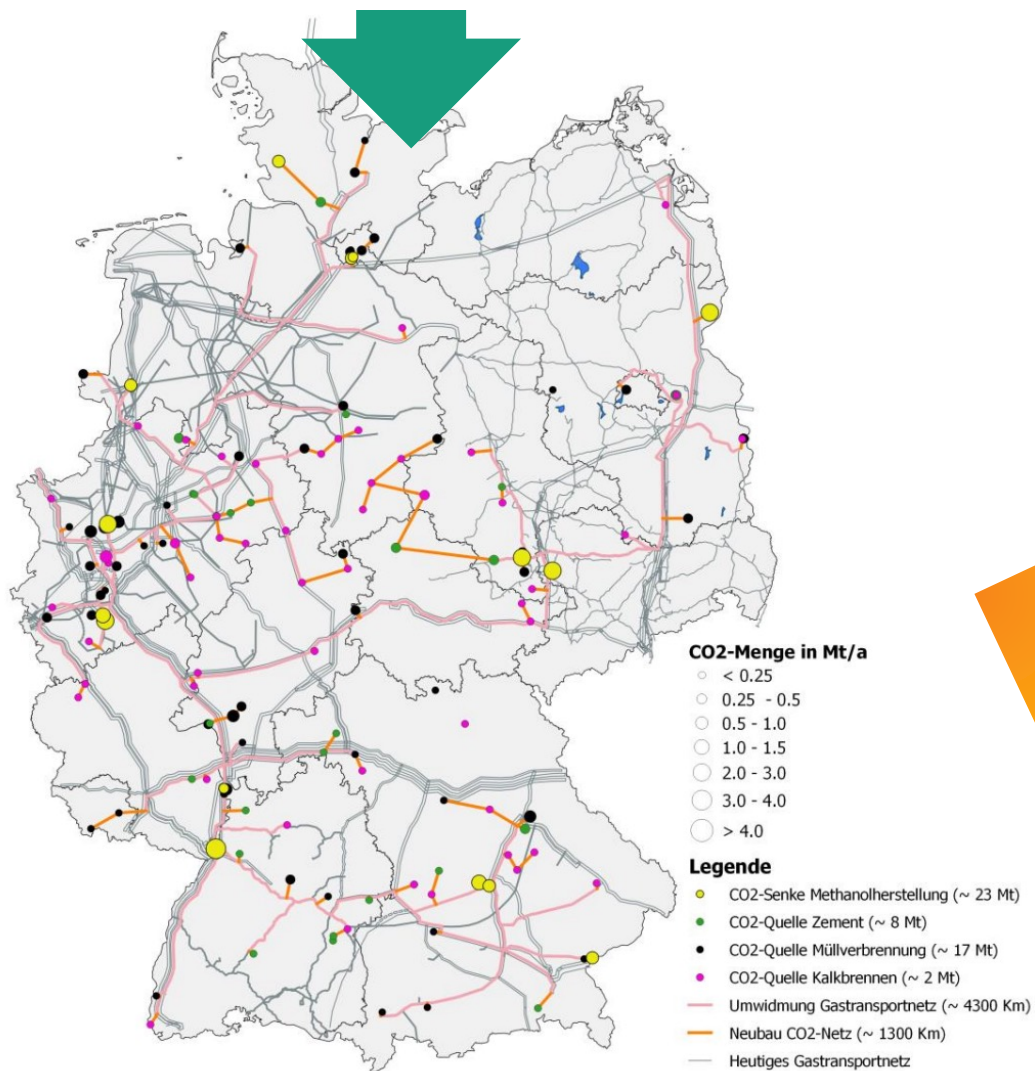 CO2-Menge in Mt/a
< 0.25
0.25 - 0.5
0.5 - 1.0
1.0 - 1.5
2.0 - 3.0
3.0 - 4.0
> 4.0
Legende
CO2-Senke Methanolherstellung (~ 23 Mt)
CO2-Quelle Zement (~ 8 Mt)
CO2-Quelle Müllverbrennung (~ 17 Mt)
CO2-Quelle Kalkbrennen (~ 2 Mt)
Umwidmung Gastransportnetz (~ 4300 Km)
Neubau CO2-Netz (~ 1300 Km)
Heutiges Gastransportnetz